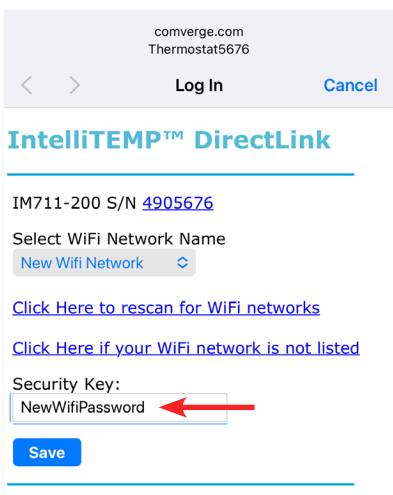 comverge.com
Thermostat5676
Log In
Cancel
IntelliTEMP™ DirectLink
IM711-200 S/N 4905676
Select WiFi Network Name
New Wifi Network
Click Here to rescan for WiFi networks
Click Here if your WiFi network is not listed
Security Key:
NewWifiPassword
Save